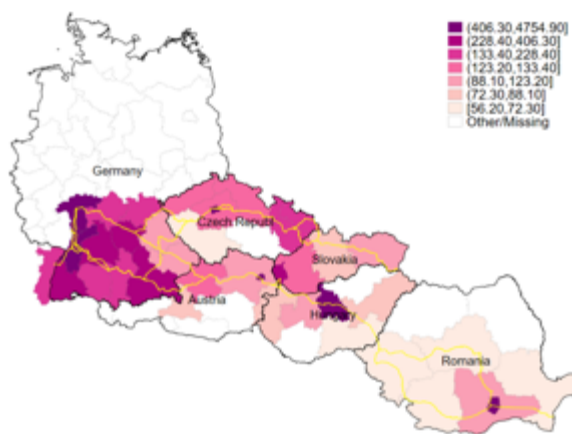 (406.30,4754.90]
(228.40,406.30]
(133.40,228.40]
(123.20,133.40]
(88.10,123.20]
(72.30,88.10]
[56.20,72.30]
Other/Missing
Germany
Czech Republi
Slovakia
Austria
Hungary
Romania